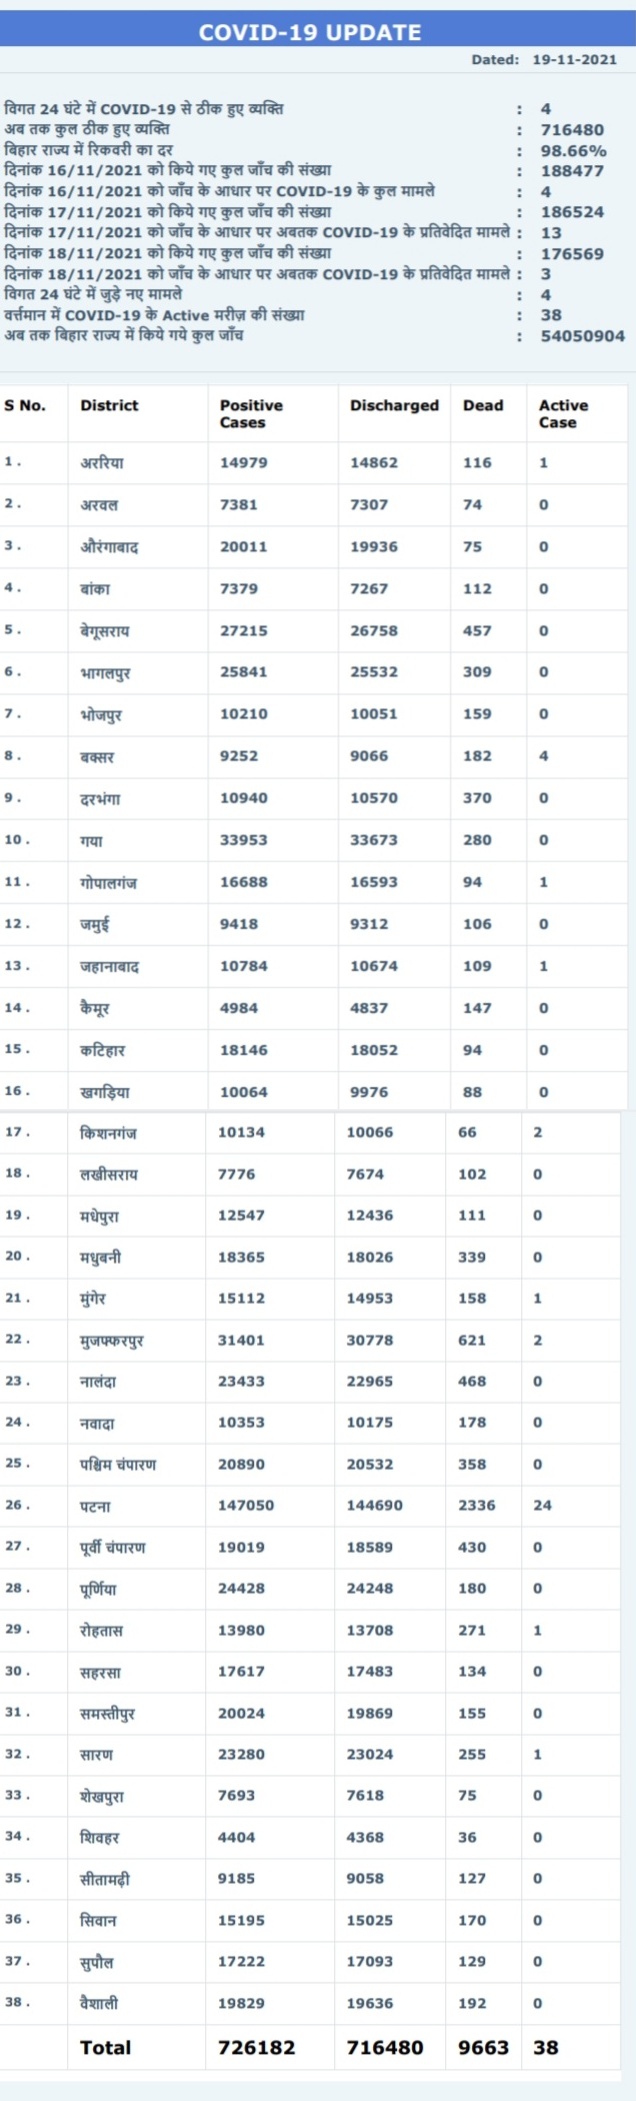 COVID-19 UPDATE
Dated: 19-11-2021
विगत 24 घंटे में COVID-19 से ठीक हुए व्यक्ति : 4
अब तक कुल ठीक हुए व्यक्ति : 716480
बिहार राज्य में रिकवरी का दर : 98.66%
दिनांक 16/11/2021 को किये गए कुल जाँच की संख्या : 188477
दिनांक 16/11/2021 को जाँच के आधार पर COVID-19 के कुल मामले : 4
दिनांक 17/11/2021 को किये गए कुल जाँच की संख्या : 186524
दिनांक 17/11/2021 को जाँच के आधार पर अबतक COVID-19 के प्रतिवेदित मामले : 13
दिनांक 18/11/2021 को किये गए कुल जाँच की संख्या : 176569
दिनांक 18/11/2021 को जाँच के आधार पर अबतक COVID-19 के प्रतिवेदित मामले : 3
विगत 24 घंटे में जुड़े नए मामले : 4
वर्त्तमान में COVID-19 के Active मरीज़ की संख्या : 38
अब तक बिहार राज्य में किये गये कुल जाँच : 54050904
S No. District Positive Cases Discharged Dead Active Case
1. अररिया 14979 14862 116 1
2. अरवल 7381 7307 74 0
3. औरंगाबाद 20011 19936 75 0
4. बांका 7379 7267 112 0
5. बेगूसराय 27215 26758 457 0
6. भागलपुर 25841 25532 309 0
7. भोजपुर 10210 10051 159 0
8. बक्सर 9252 9066 182 4
9. दरभंगा 10940 10570 370 0
10. गया 33953 33673 280 0
11. गोपालगंज 16688 16593 94 1
12. जमुई 9418 9312 106 0
13. जहानाबाद 10784 10674 109 1
14. कैमूर 4984 4837 147 0
15. कटिहार 18146 18052 94 0
16. खगड़िया 10064 9976 88 0
17. किशनगंज 10134 10066 66 2
18. लखीसराय 7776 7674 102 0
19. मधेपुरा 12547 12436 111 0
20. मधुबनी 18365 18026 339 0
21. मुंगेर 15112 14953 158 1
22. मुजफ्फरपुर 31401 30778 621 2
23. नालंदा 23433 22965 468 0
24. नवादा 10353 10175 178 0
25. पश्चिम चंपारण 20890 20532 358 0
26. पटना 147050 144690 2336 24
27. पूर्वी चंपारण 19019 18589 430 0
28. पूर्णिया 24428 24248 180 0
29. रोहतास 13980 13708 271 1
30. सहरसा 17617 17483 134 0
31. समस्तीपुर 20024 19869 155 0
32. सारण 23280 23024 255 1
33. शेखपुरा 7693 7618 75 0
34. शिवहर 4404 4368 36 0
35. सीतामढ़ी 9185 9058 127 0
36. सिवान 15195 15025 170 0
37. सुपौल 17222 17093 129 0
38. वैशाली 19829 19636 192 0
Total 726182 716480 9663 38